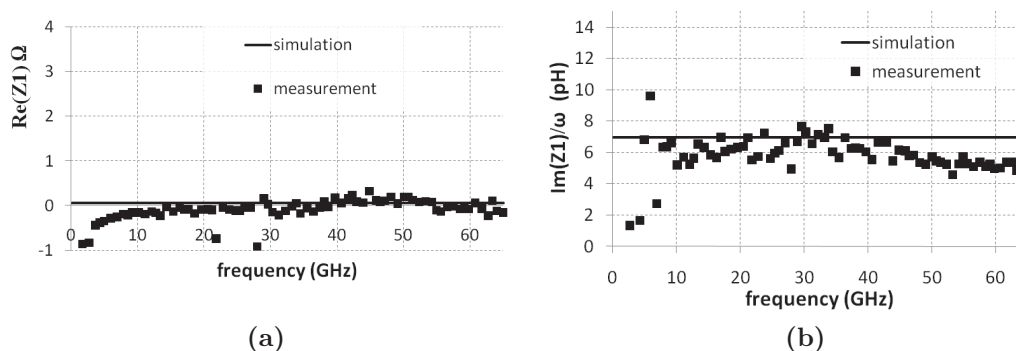 4
3
2
1
0
-1
Re(Z1) Ω
simulation
measurement
0 10 20 30 40 50 60
frequency (GHz)
(a)
14
12
10
8
6
4
2
0
Im(Z1)/ω (pH)
simulation
measurement
0 10 20 30 40 50 60
frequency (GHz)
(b)